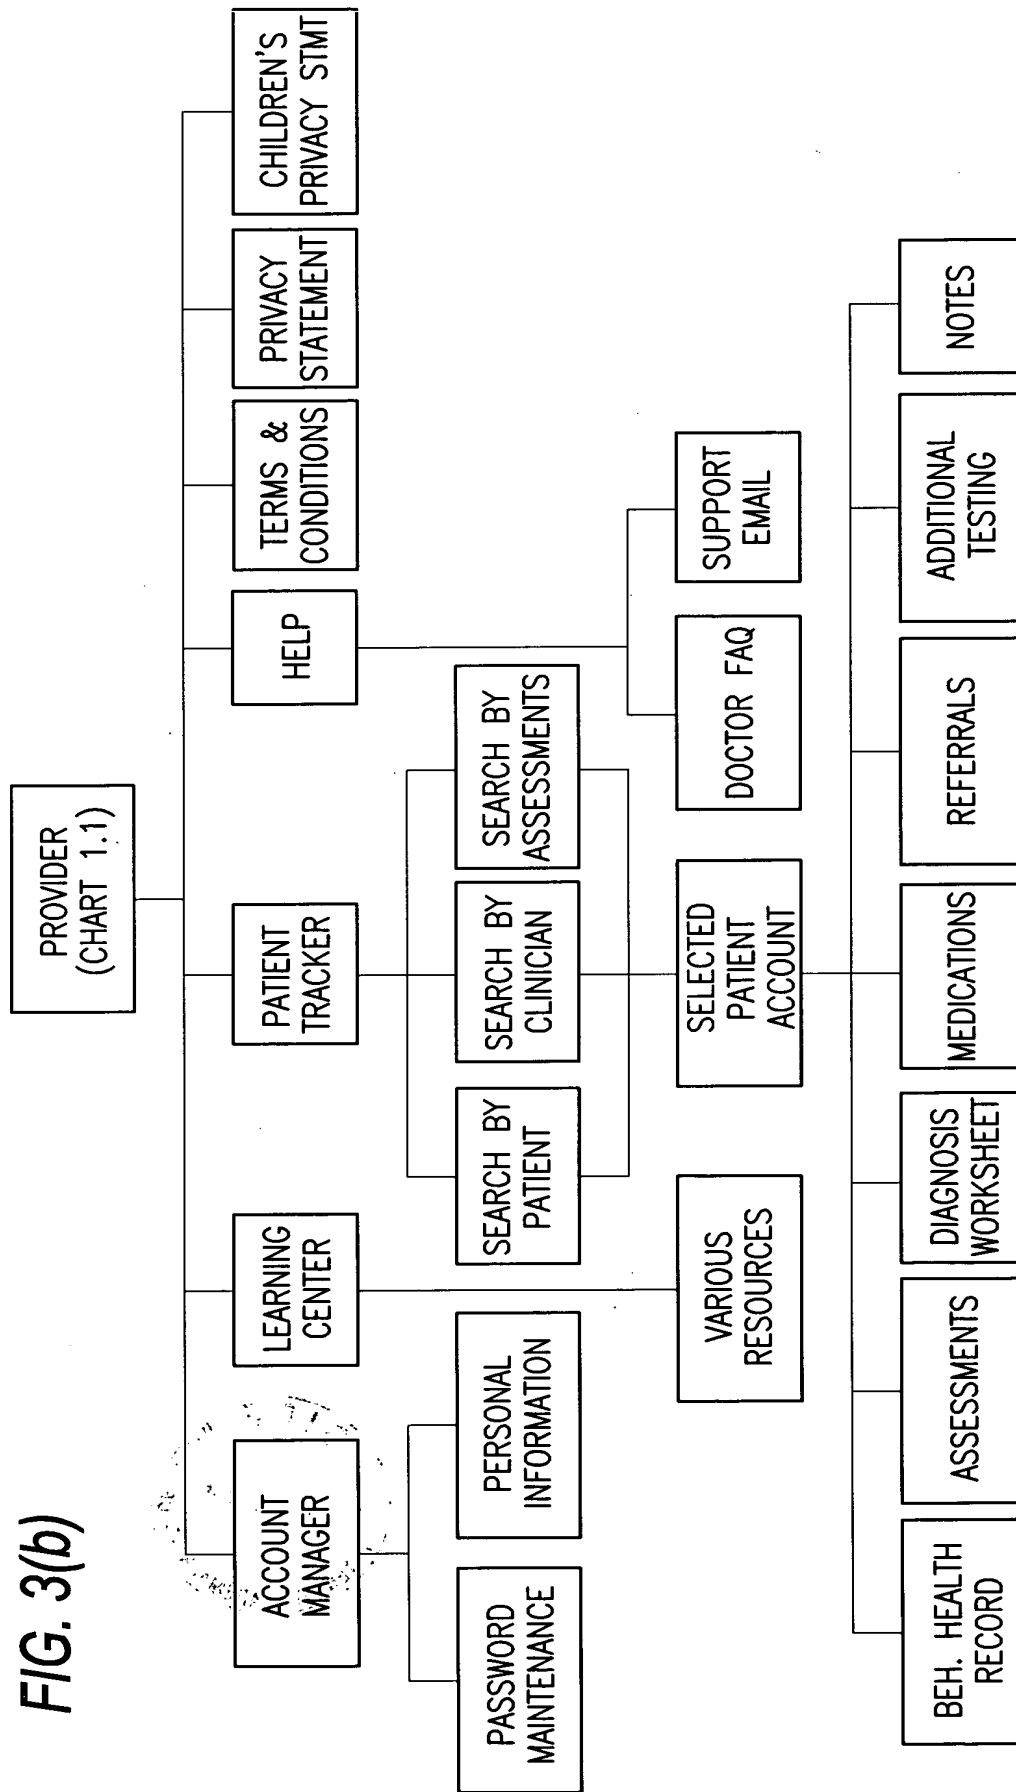 FIG. 3(b)
PROVIDER
(CHART 1.1)
ACCOUNT
MANAGER
LEARNING
CENTER
PATIENT
TRACKER
HELP
TERMS &
CONDITIONS
PRIVACY
STATEMENT
CHILDREN'S
PRIVACY STMT
PASSWORD
MAINTENANCE
PERSONAL
INFORMATION
SEARCH BY
PATIENT
SEARCH BY
CLINICIAN
SEARCH BY
ASSESSMENTS
VARIOUS
RESOURCES
SELECTED
PATIENT
ACCOUNT
DOCTOR FAQ
SUPPORT
EMAIL
BEH. HEALTH
RECORD
ASSESSMENTS
DIAGNOSIS
WORKSHEET
MEDICATIONS
REFERRALS
ADDITIONAL
TESTING
NOTES